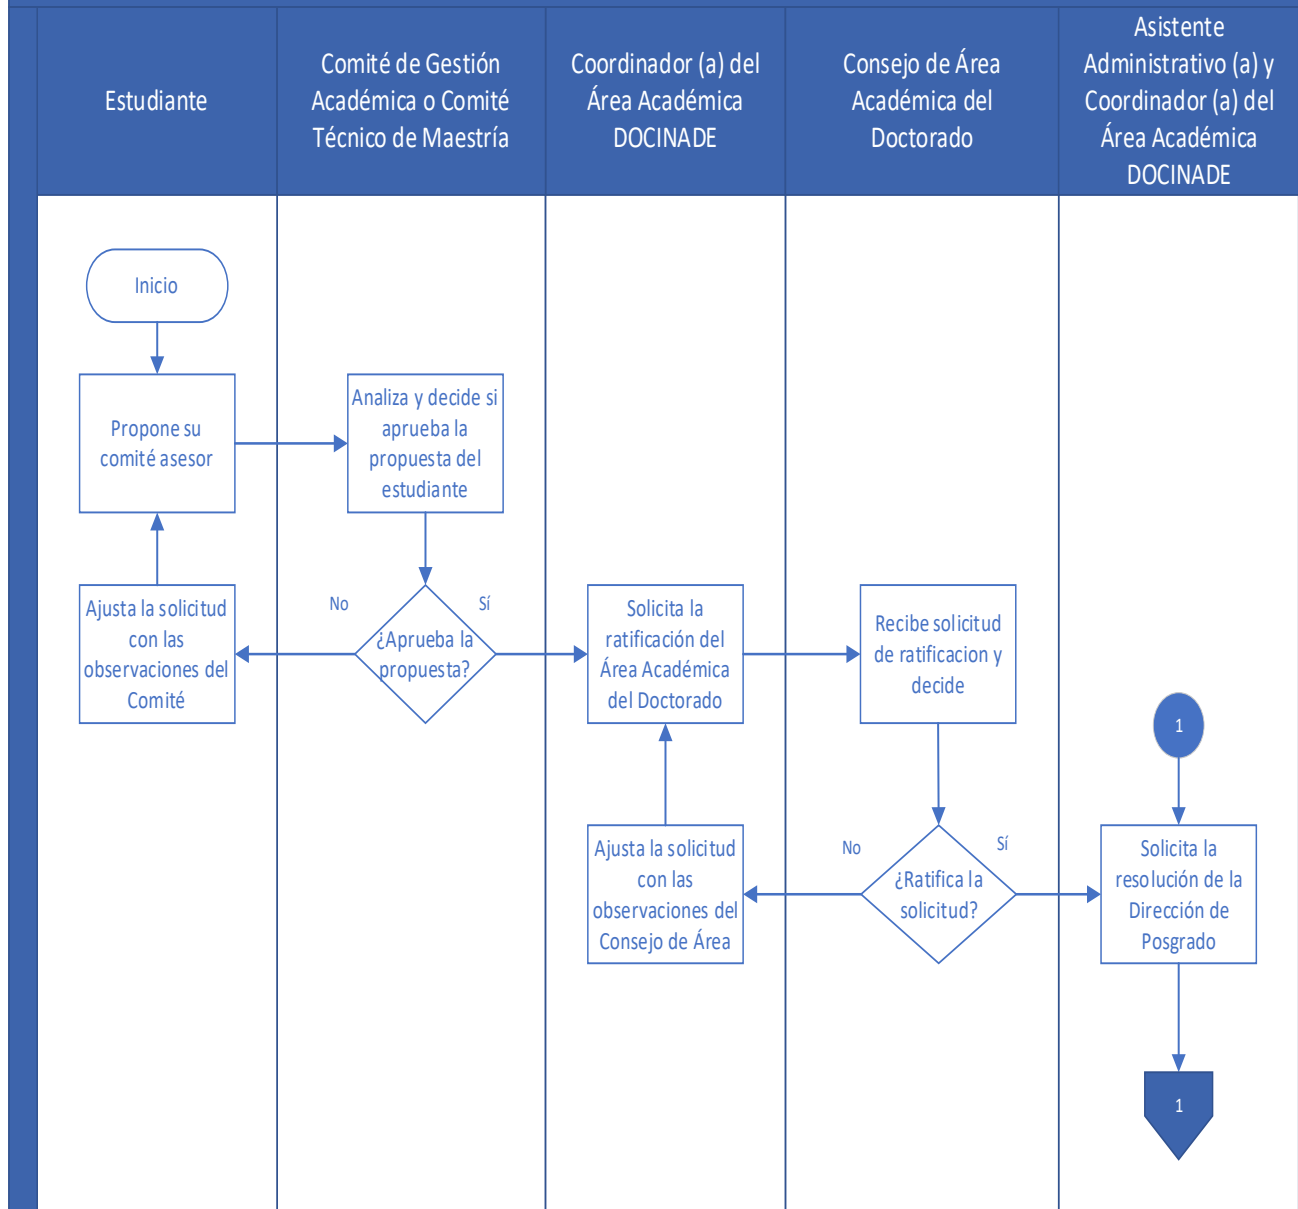 Estudiante
Comité de Gestión
Académica o Comité
Técnico de Maestría
Coordinador (a) del
Área Académica
DOCINADE
Consejo de Área
Académica del
Doctorado
Asistente
Administrativo (a) y
Coordinador (a) del
Área Académica
DOCINADE
Inicio
Propone su
comité asesor
Analiza y decide si
aprueba la
propuesta del
estudiante
Ajusta la solicitud
con las
observaciones del
Comité
No
¿Aprueba la
propuesta?
Sí
Solicita la
ratificación del
Área Académica
del Doctorado
Recibe solicitud
de ratificacion y
decide
1
Ajusta la solicitud
con las
observaciones del
Consejo de Área
No
¿Ratifica la
solicitud?
Sí
Solicita la
resolución de la
Dirección de
Posgrado
1